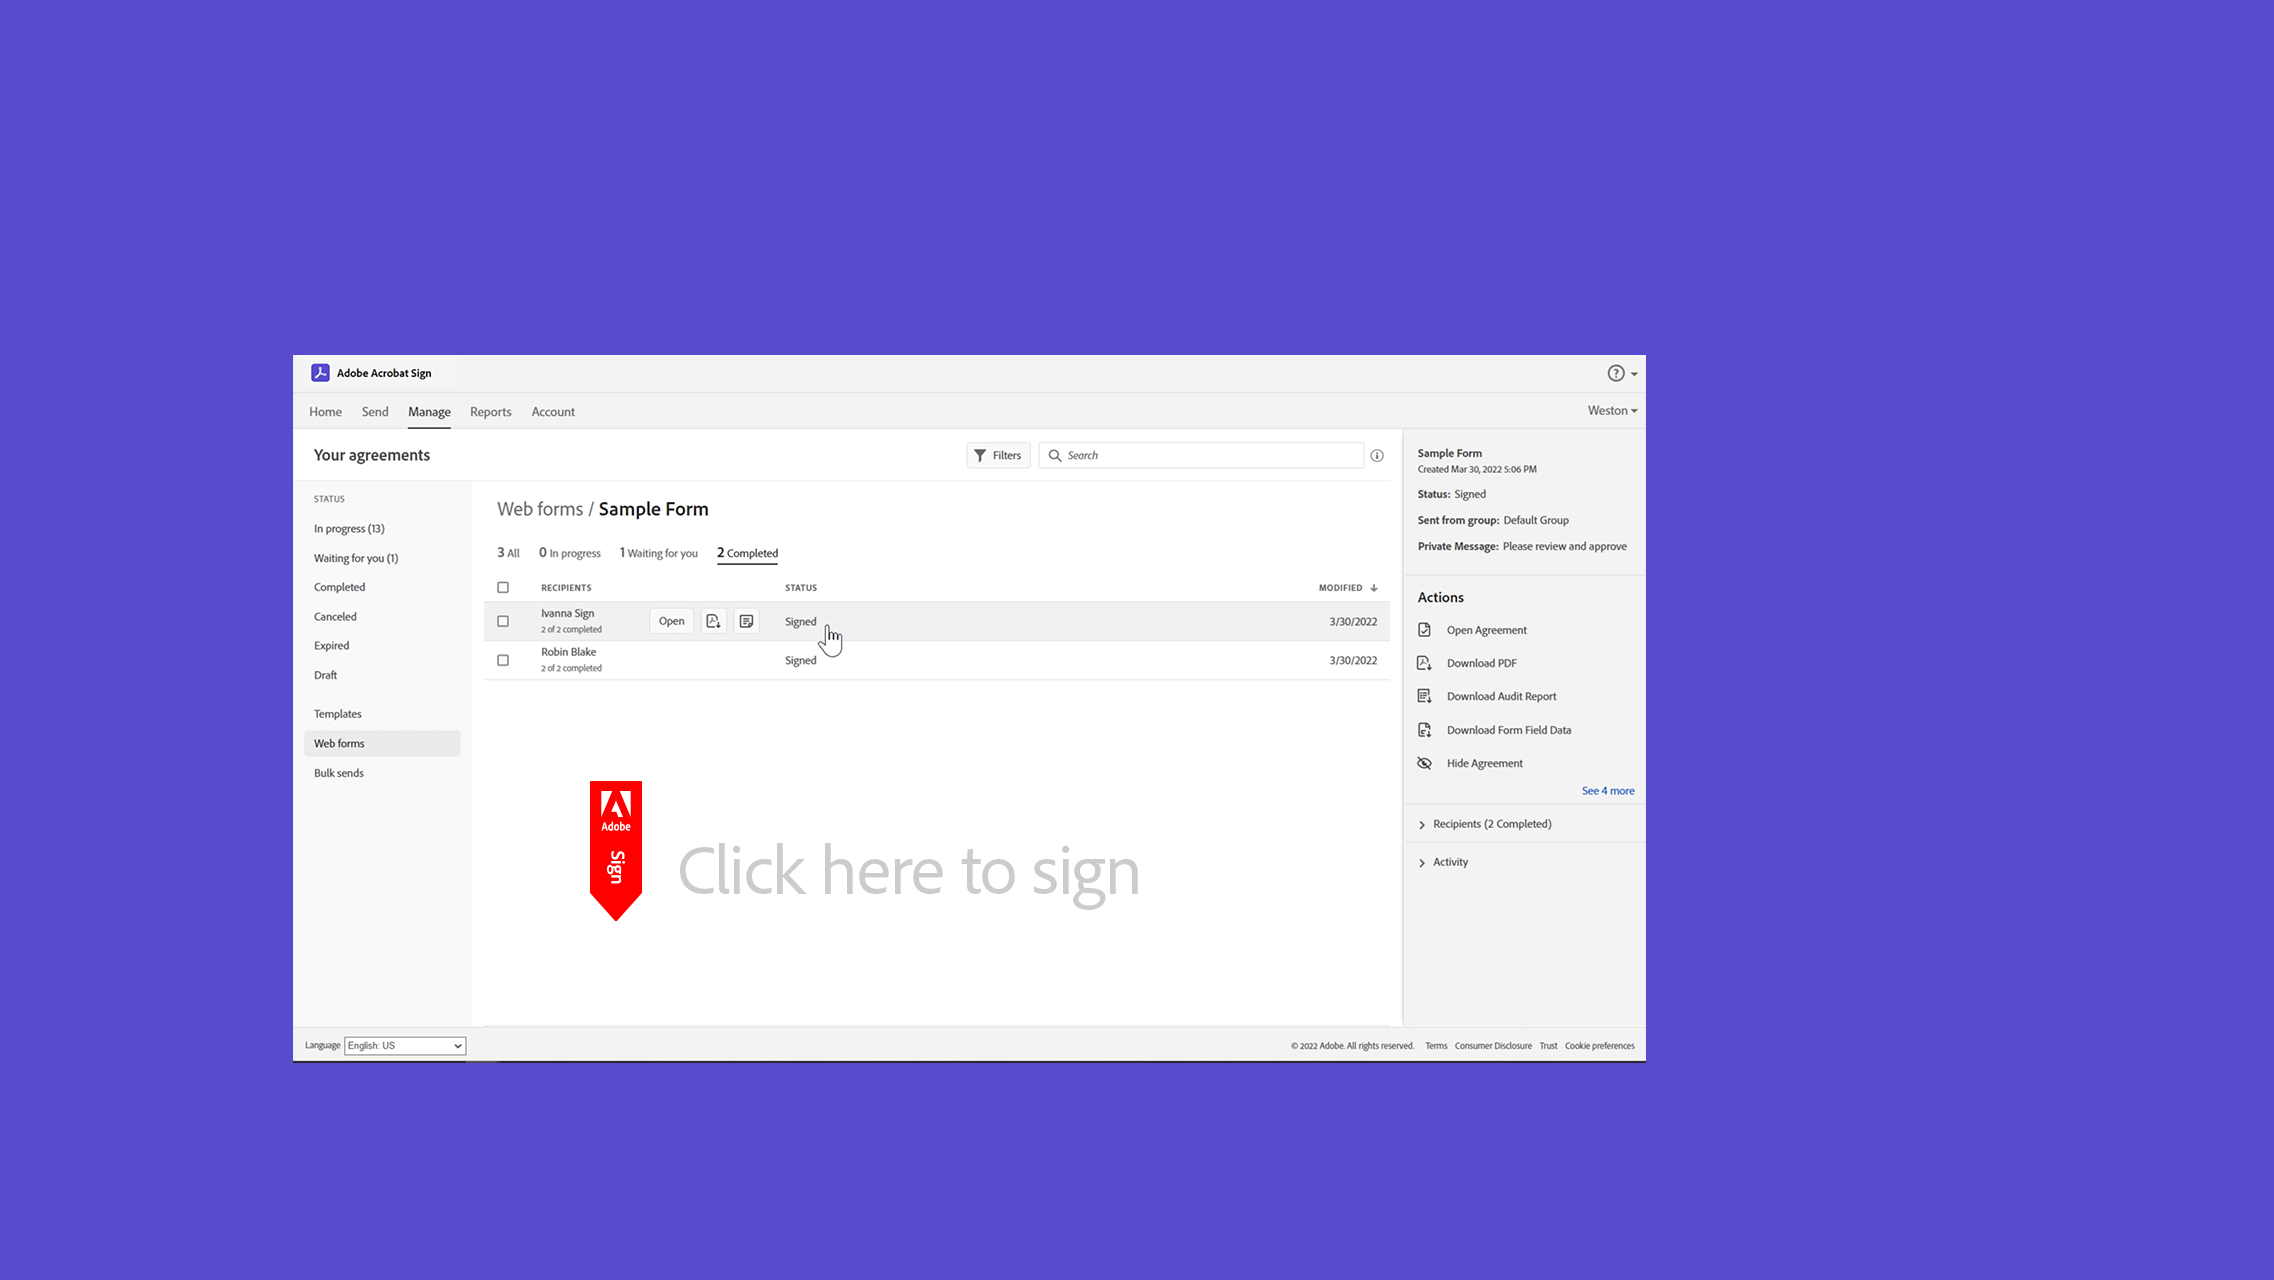 Adobe Acrobat Sign
Home Send Manage Reports Account
Weston
Your agreements
Filters
Search
STATUS
In progress (13)
Waiting for you (1)
Completed
Canceled
Expired
Draft
Templates
Web forms
Bulk sends
Web forms / Sample Form
3 All 0 In progress 1 Waiting for you 2 Completed
RECIPIENTS STATUS MODIFIED
Ivanna Sign
2 of 2 completed
Open
Signed
3/30/2022
Robin Blake
2 of 2 completed
Signed
3/30/2022
Adobe
Sign
Click here to sign
Sample Form
Created Mar 30, 2022 5:06 PM
Status: Signed
Sent from group: Default Group
Private Message: Please review and approve
Actions
Open Agreement
Download PDF
Download Audit Report
Download Form Field Data
Hide Agreement
See 4 more
Recipients (2 Completed)
Activity
Language English: US
© 2022 Adobe. All rights reserved. Terms Consumer Disclosure Trust Cookie preferences